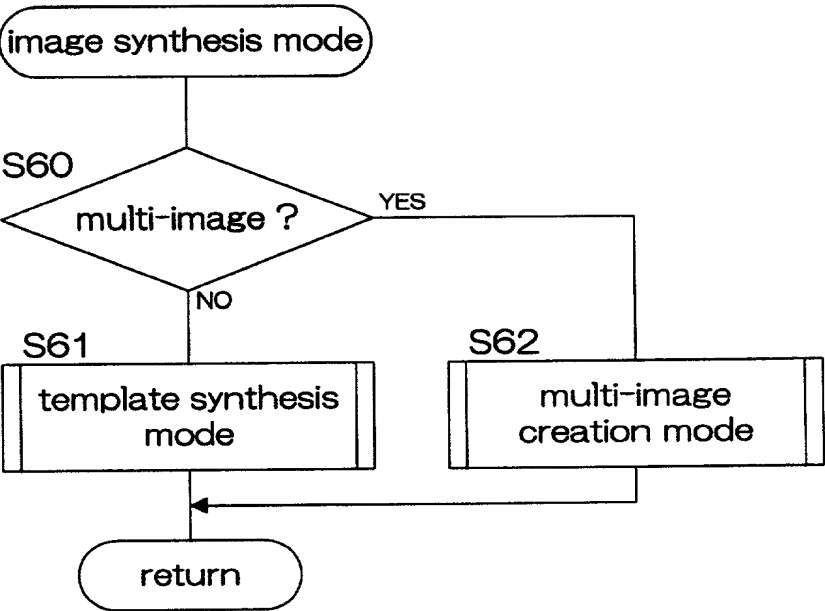 image synthesis mode
S60
multi-image ?
YES
NO
S61
template synthesis
mode
S62
multi-image
creation mode
return